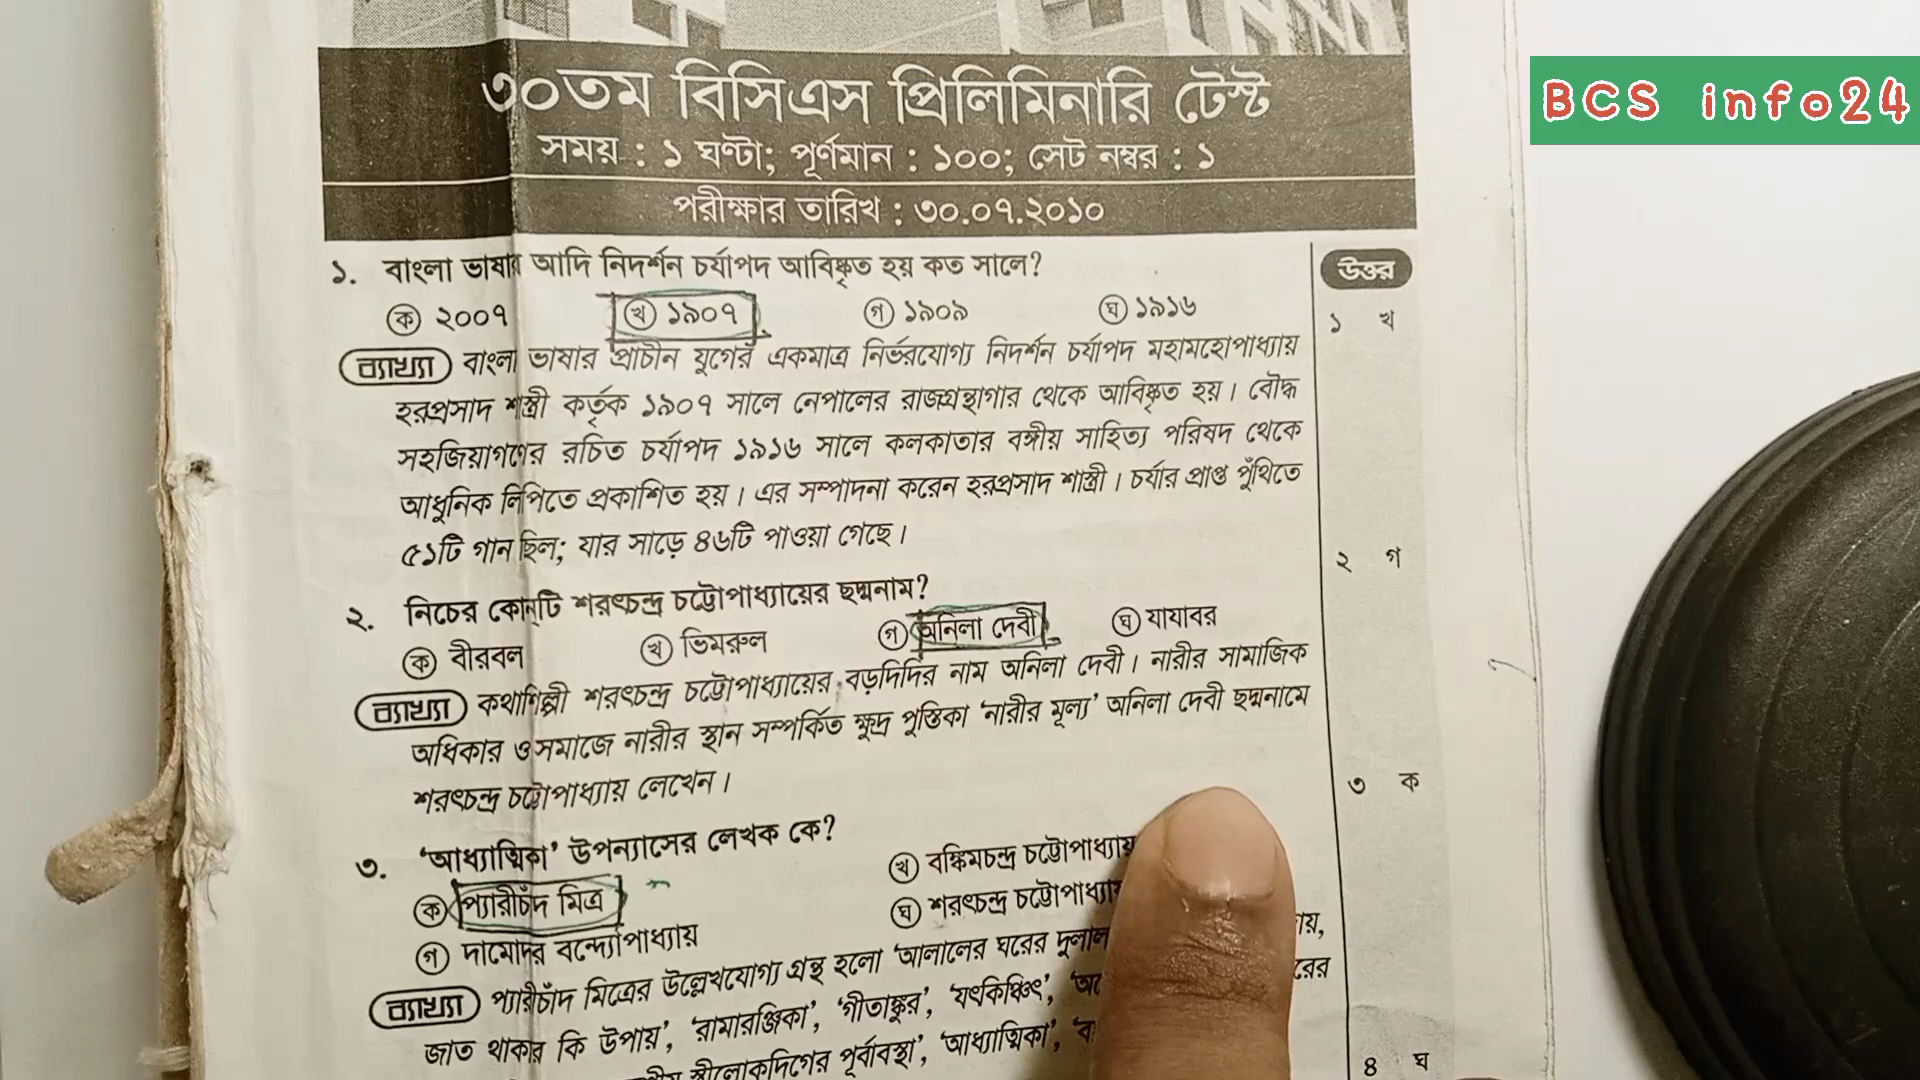 ৩০তম বিসিএস প্রিলিমিনারি টেস্ট
BCS info24
সময় : ১ ঘণ্টা; পূর্ণমান : ১০০; সেট নম্বর : ১
পরীক্ষার তারিখ : ৩০.০৭.২০১০
উত্তর
১. বাংলা ভাষার আদি নিদর্শন চর্যাপদ আবিষ্কৃত হয় কত সালে?
ক ২০০৭ খ ১৯০৭ গ ১৯০৯ ঘ ১৯১৬
১ খ
ব্যাখ্যা বাংলা ভাষার প্রাচীন যুগের একমাত্র নির্ভরযোগ্য নিদর্শন চর্যাপদ মহামহোপাধ্যায়
হরপ্রসাদ শাস্ত্রী কর্তৃক ১৯০৭ সালে নেপালের রাজগ্রন্থাগার থেকে আবিষ্কৃত হয়। বৌদ্ধ
সহজিয়াগণের রচিত চর্যাপদ ১৯১৬ সালে কলকাতার বঙ্গীয় সাহিত্য পরিষদ থেকে
আধুনিক লিপিতে প্রকাশিত হয়। এর সম্পাদনা করেন হরপ্রসাদ শাস্ত্রী। চর্যার প্রাপ্ত পুঁথিতে
৫১টি গান ছিল; যার সাড়ে ৪৬টি পাওয়া গেছে।
২ গ
২. নিচের কোন্‌টি শরৎচন্দ্র চট্টোপাধ্যায়ের ছদ্মনাম?
ক বীরবল খ ভিমরুল গ অনিলা দেবী ঘ যাযাবর
ব্যাখ্যা কথাশিল্পী শরৎচন্দ্র চট্টোপাধ্যায়ের বড়দিদির নাম অনিলা দেবী। নারীর সামাজিক
অধিকার ও সমাজে নারীর স্থান সম্পর্কিত ক্ষুদ্র পুস্তিকা ‘নারীর মূল্য’ অনিলা দেবী ছদ্মনামে
শরৎচন্দ্র চট্টোপাধ্যায় লেখেন।
৩ ক
৩. ‘আধ্যাত্মিকা’ উপন্যাসের লেখক কে?
ক প্যারীচাঁদ মিত্র খ বঙ্কিমচন্দ্র চট্টোপাধ্যায়
গ দামোদর বন্দ্যোপাধ্যায় ঘ শরৎচন্দ্র
ব্যাখ্যা প্যারীচাঁদ মিত্রের উল্লেখযোগ্য গ্রন্থ হলো ‘আলালের ঘরের দুলাল
জাত থাকার কি উপায়’, ‘রামারঞ্জিকা’, ‘গীতাঙ্কুর’, ‘যৎকিঞ্চিৎ’,
স্ত্রীলোকদিগের পূর্বাবস্থা’, ‘আধ্যাত্মিকা’,
৪ ঘ